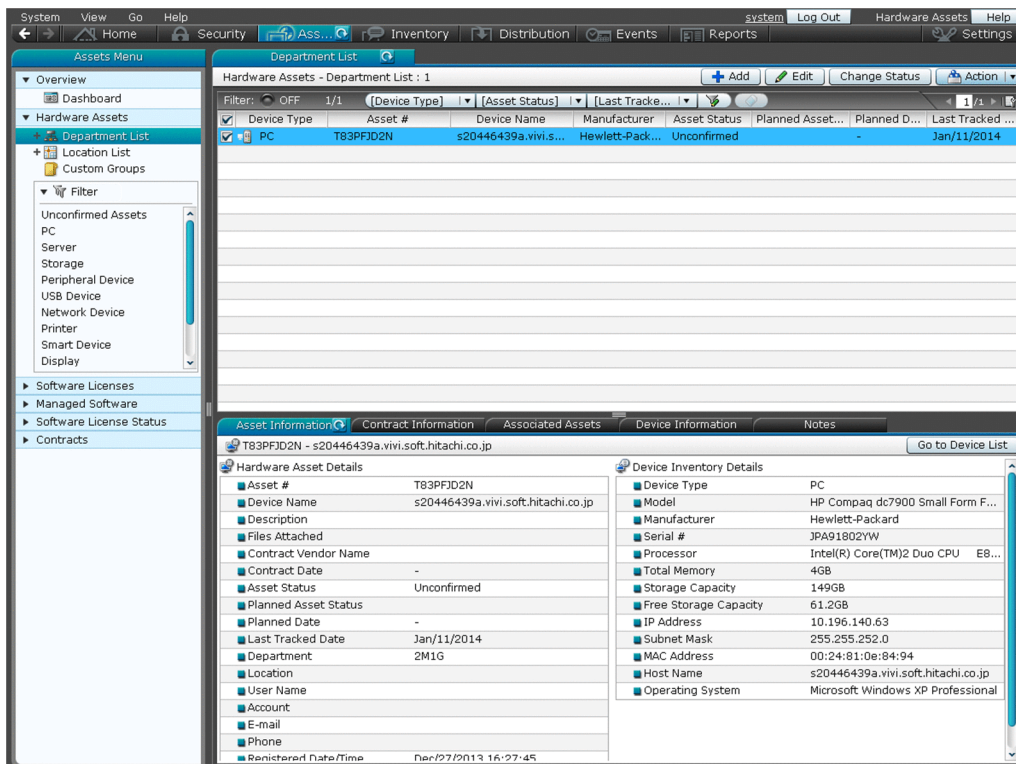 System View Go Help system Log Out Hardware Assets Help
Home Security Ass... Inventory Distribution Events Reports Settings
Assets Menu
Department List
Overview
Dashboard
Hardware Assets
Department List
Location List
Custom Groups
Filter
Unconfirmed Assets
PC
Server
Storage
Peripheral Device
USB Device
Network Device
Printer
Smart Device
Display
Software Licenses
Managed Software
Software License Status
Contracts
Hardware Assets - Department List : 1 Add Edit Change Status Action
Filter: OFF 1/1 [Device Type] [Asset Status] [Last Tracke... 1 /1
Device Type Asset # Device Name Manufacturer Asset Status Planned Asset... Planned D... Last Tracked ...
PC T83PFJD2N s20446439a.vivi.s... Hewlett-Pack... Unconfirmed - Jan/11/2014
Asset Information Contract Information Associated Assets Device Information Notes
T83PFJD2N - s20446439a.vivi.soft.hitachi.co.jp Go to Device List
Hardware Asset Details
Asset # T83PFJD2N
Device Name s20446439a.vivi.soft.hitachi.co.jp
Description
Files Attached
Contract Vendor Name
Contract Date -
Asset Status Unconfirmed
Planned Asset Status
Planned Date -
Last Tracked Date Jan/11/2014
Department 2M1G
Location
User Name
Account
E-mail
Phone
Registered Date/Time Dec/27/2013 16:27:45
Device Inventory Details
Device Type PC
Model HP Compaq dc7900 Small Form F...
Manufacturer Hewlett-Packard
Serial # JPA91802YW
Processor Intel(R) Core(TM)2 Duo CPU E8...
Total Memory 4GB
Storage Capacity 149GB
Free Storage Capacity 61.2GB
IP Address 10.196.140.63
Subnet Mask 255.255.252.0
MAC Address 00:24:81:0e:84:94
Host Name s20446439a.vivi.soft.hitachi.co.jp
Operating System Microsoft Windows XP Professional